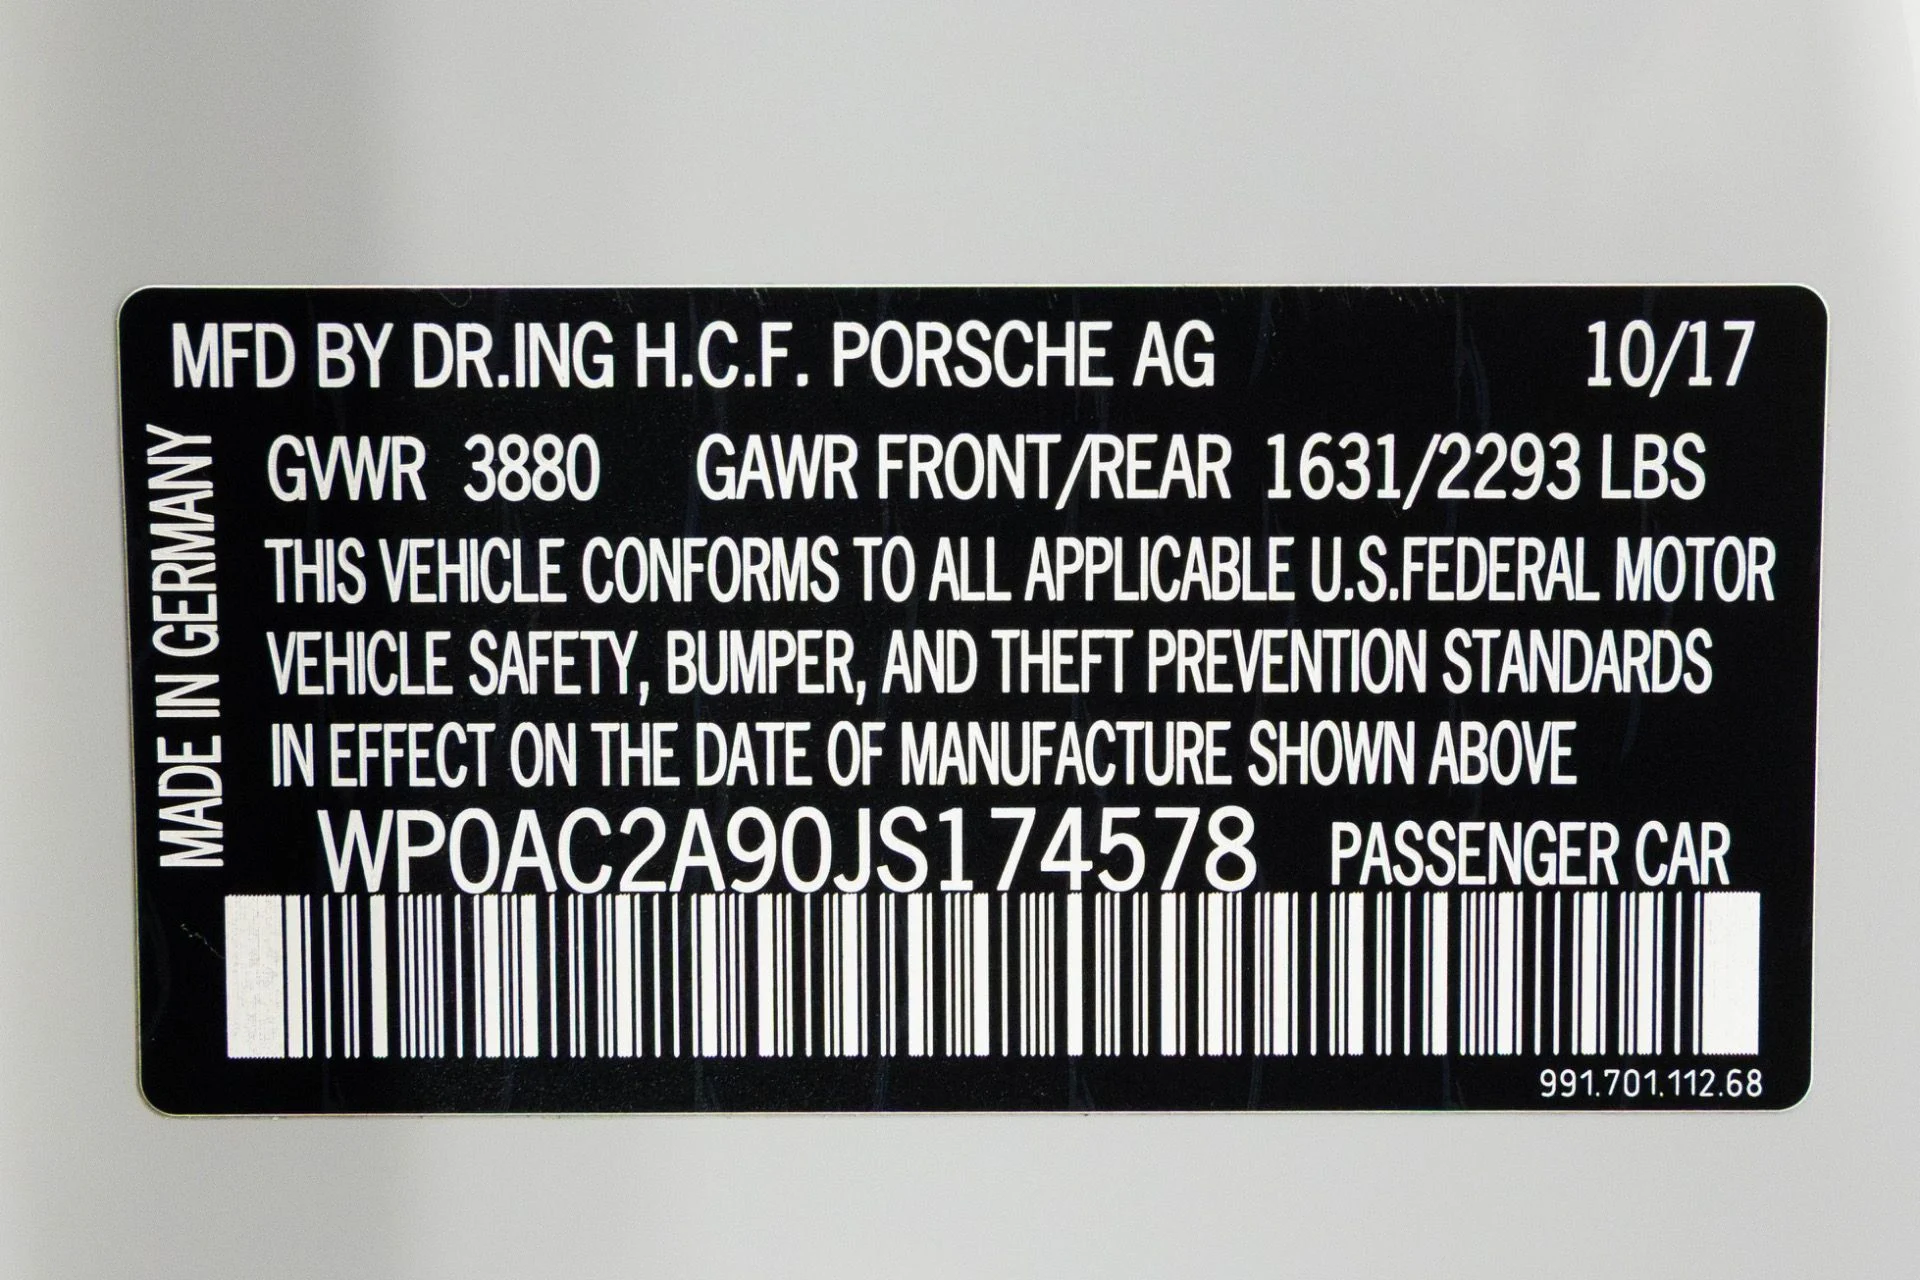 MFD BY DR.ING H.C.F. PORSCHE AG 10/17
MADE IN GERMANY
GVWR 3880 GAWR FRONT/REAR 1631/2293 LBS
THIS VEHICLE CONFORMS TO ALL APPLICABLE U.S.FEDERAL MOTOR
VEHICLE SAFETY, BUMPER, AND THEFT PREVENTION STANDARDS
IN EFFECT ON THE DATE OF MANUFACTURE SHOWN ABOVE
WP0AC2A90JS174578 PASSENGER CAR
991.701.112.68